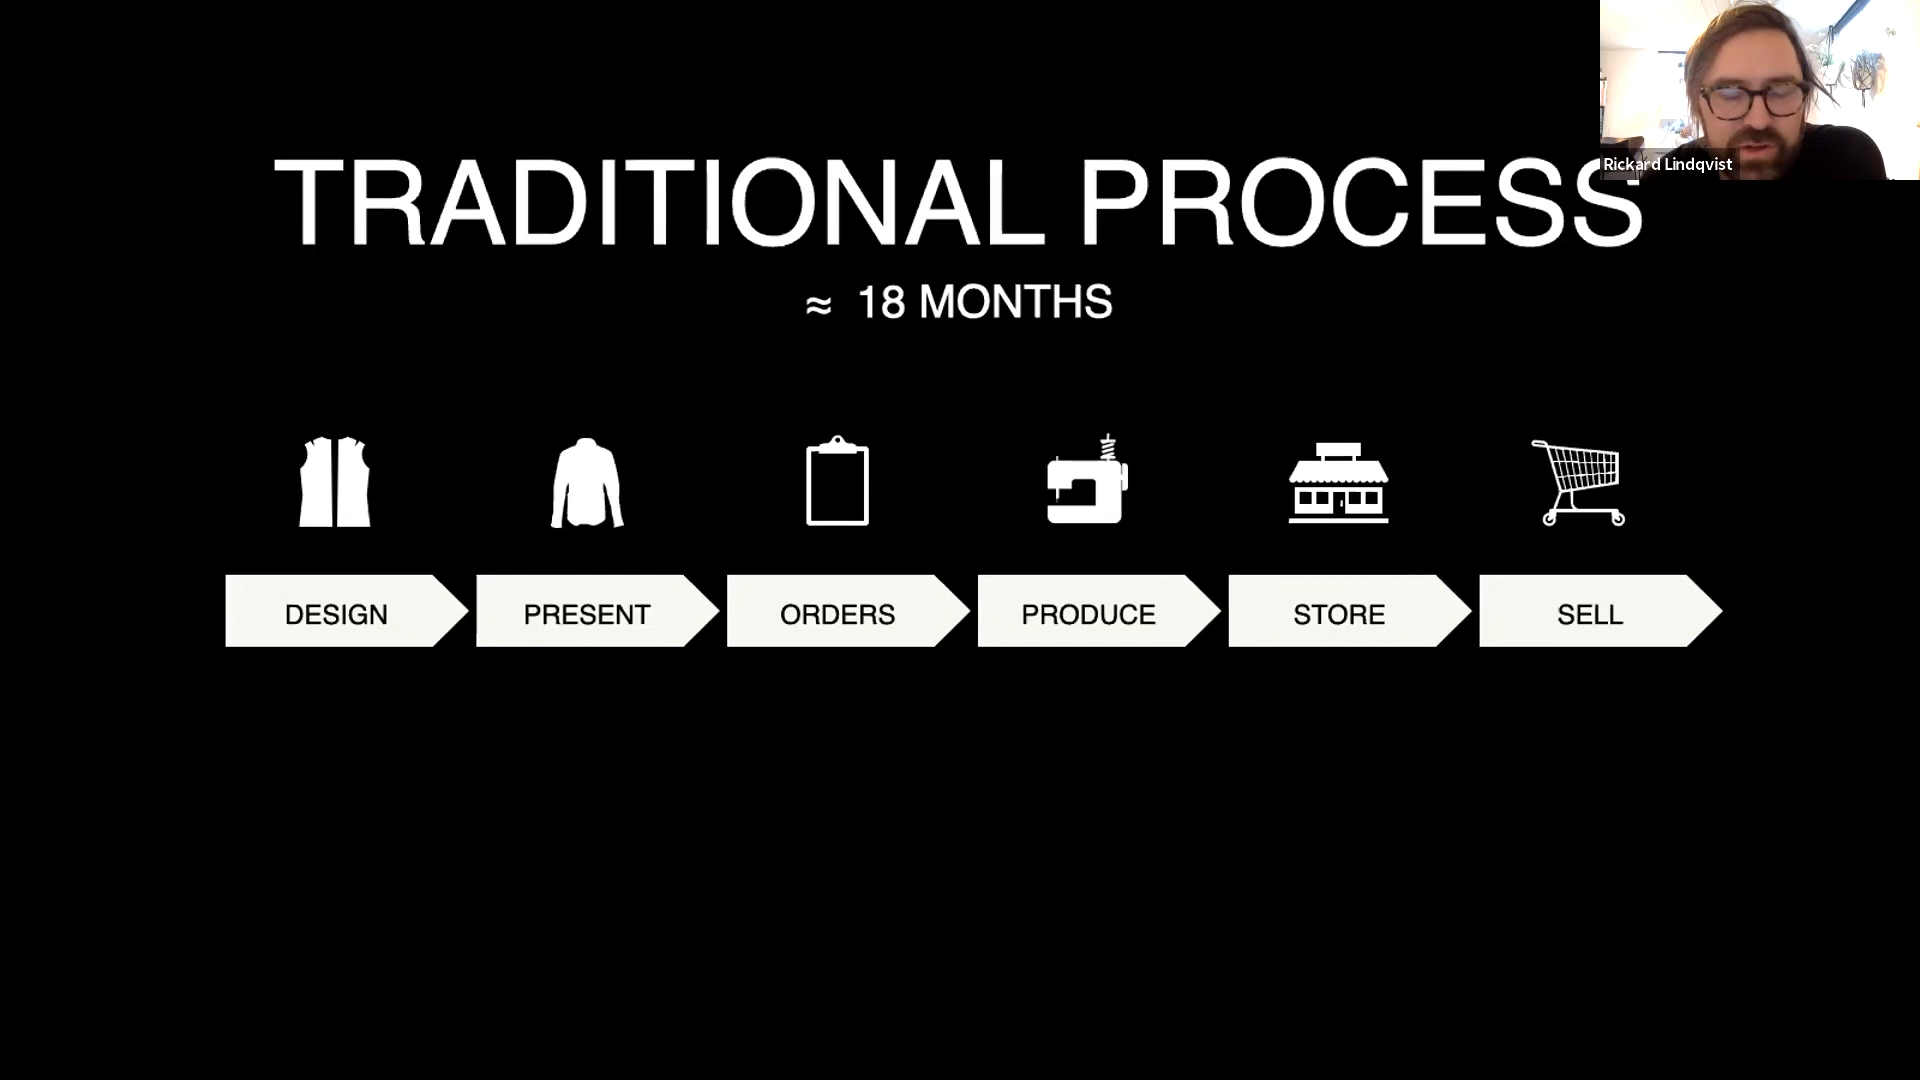 Rickard Lindqvist
TRADITIONAL PROCESS
≈ 18 MONTHS
DESIGN
PRESENT
ORDERS
PRODUCE
STORE
SELL